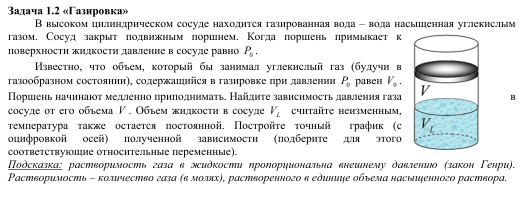 Задача 1.2 «Газировка»
В высоком цилиндрическом сосуде находится газированная вода – вода насыщенная углекислым
газом. Сосуд закрыт подвижным поршнем. Когда поршень примыкает к
поверхности жидкости давление в сосуде равно P₀.
Известно, что объем, который бы занимал углекислый газ (будучи в
газообразном состоянии), содержащийся в газировке при давлении P₀ равен V₀.
Поршень начинают медленно приподнимать. Найдите зависимость давления газа в
сосуде от его объема V. Объем жидкости в сосуде V_L считайте неизменным,
температура также остается постоянной. Постройте точный график (с
оцифровкой осей) полученной зависимости (подберите для этого
соответствующие относительные переменные).
Подсказка: растворимость газа в жидкости пропорциональна внешнему давлению (закон Генри).
Растворимость – количество газа (в молях), растворенного в единице объема насыщенного раствора.
V
V_L